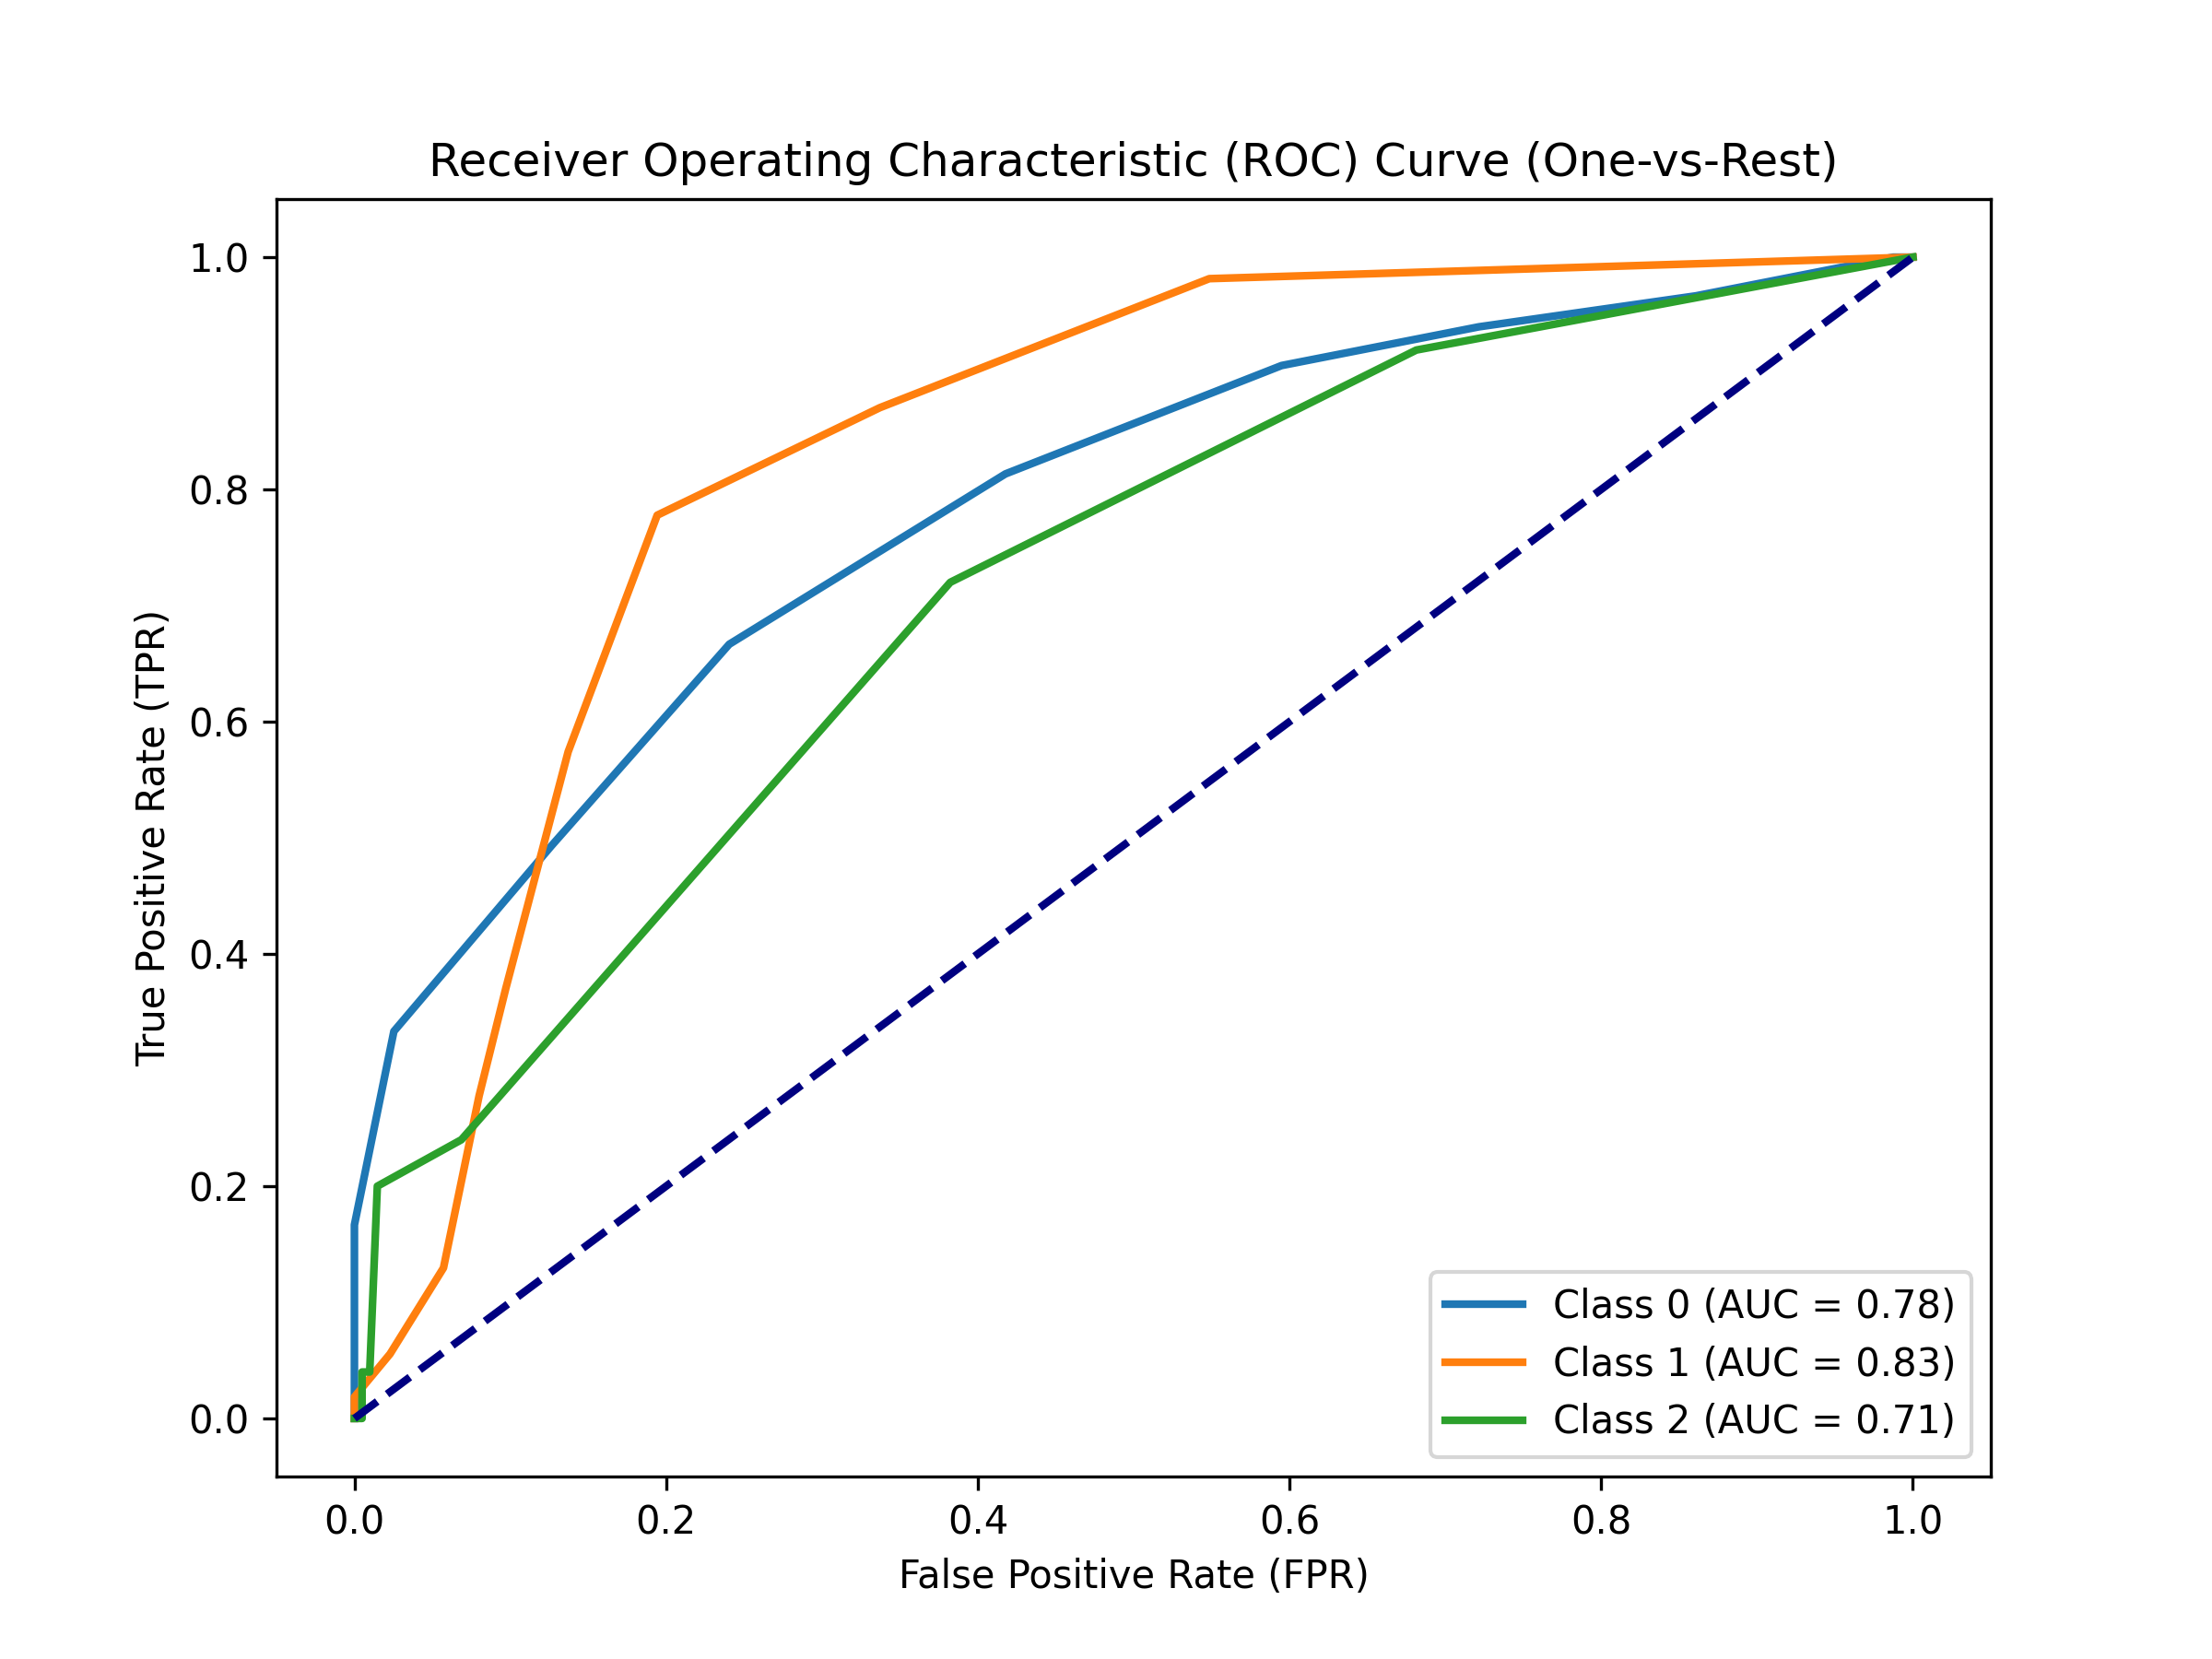 Receiver Operating Characteristic (ROC) Curve (One-vs-Rest)
True Positive Rate (TPR)
1.0
0.8
0.6
0.4
0.2
0.0
Class 0 (AUC = 0.78)
Class 1 (AUC = 0.83)
Class 2 (AUC = 0.71)
0.0 0.2 0.4 0.6 0.8 1.0
False Positive Rate (FPR)